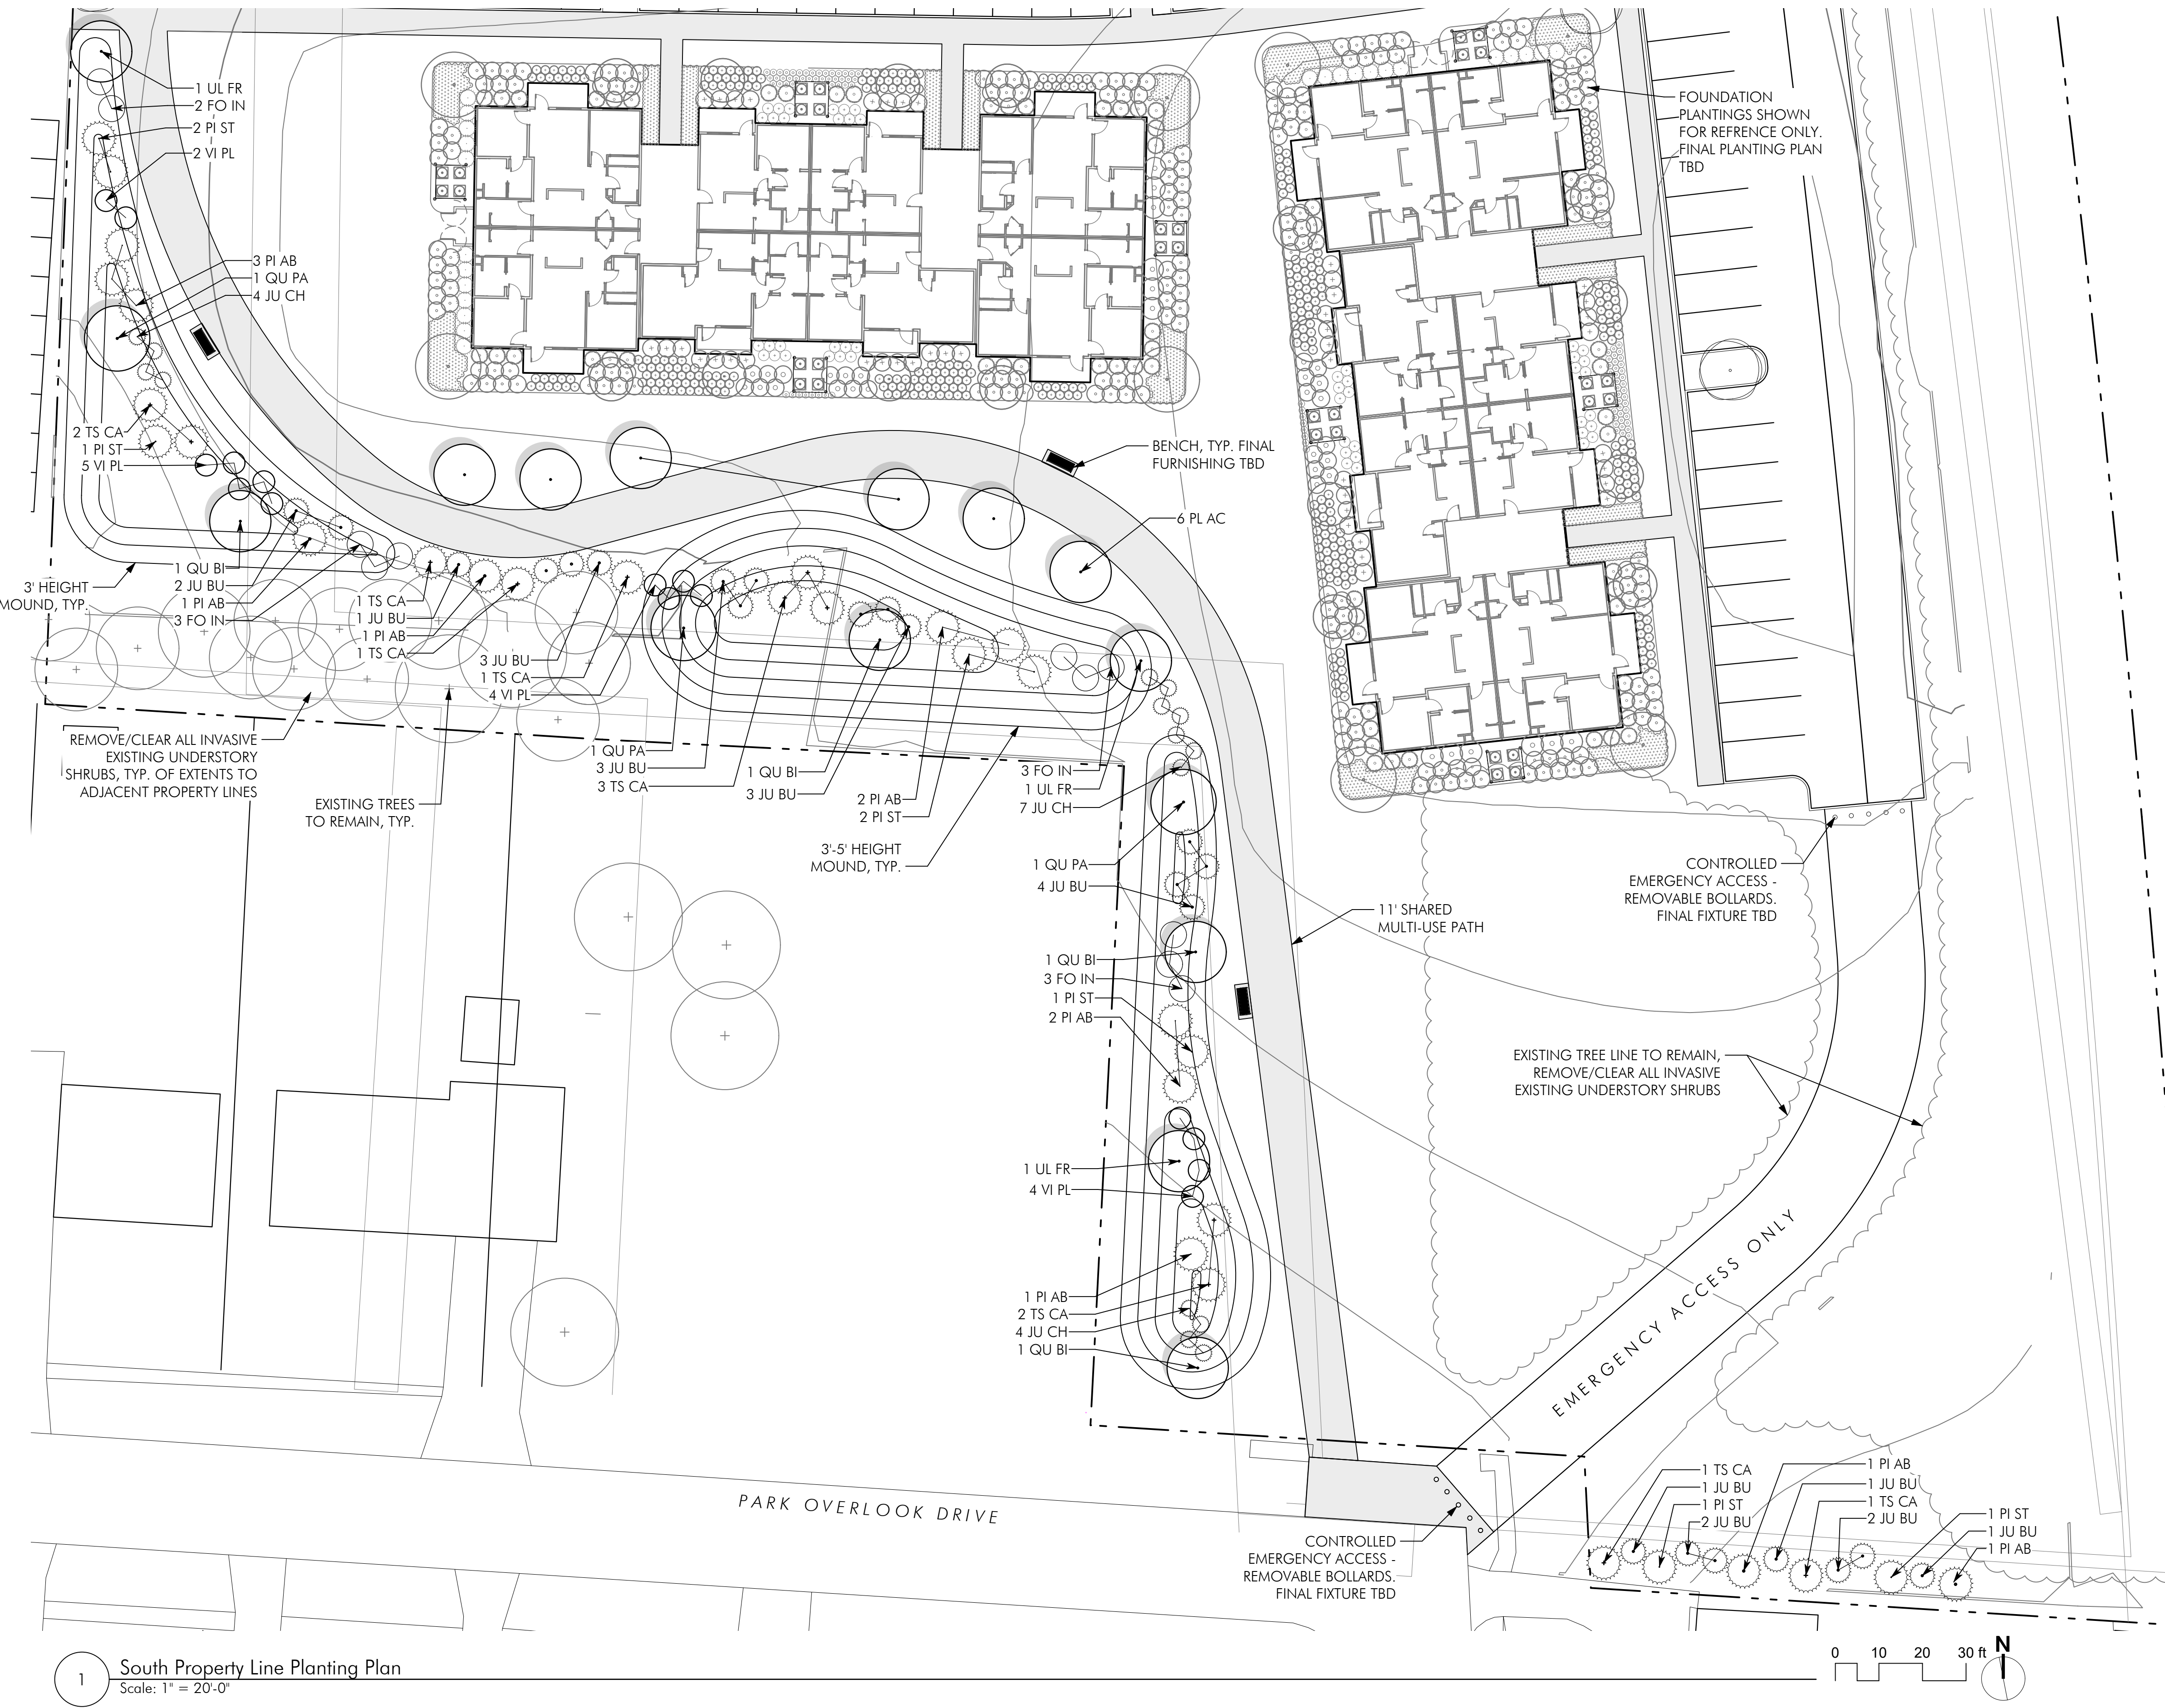 1 UL FR
2 FO IN
2 PI ST
2 VI PL
3 PI AB
1 QU PA
4 JU CH
2 TS CA
1 PI ST
5 VI PL
FOUNDATION
PLANTINGS SHOWN
FOR REFRENCE ONLY.
FINAL PLANTING PLAN
TBD
BENCH, TYP. FINAL
FURNISHING TBD
6 PL AC
3' HEIGHT
MOUND, TYP.
1 QU BI
2 JU BU
1 PI AB
3 FO IN
1 TS CA
1 JU BU
1 PI AB
1 TS CA
3 JU BU
1 TS CA
4 VI PL
REMOVE/CLEAR ALL INVASIVE
EXISTING UNDERSTORY
SHRUBS, TYP. OF EXTENTS TO
ADJACENT PROPERTY LINES
EXISTING TREES
TO REMAIN, TYP.
1 QU PA
3 JU BU
3 TS CA
1 QU BI
3 JU BU
2 PI AB
2 PI ST
3'-5' HEIGHT
MOUND, TYP.
3 FO IN
1 UL FR
7 JU CH
1 QU PA
4 JU BU
1 QU BI
3 FO IN
1 PI ST
2 PI AB
11' SHARED
MULTI-USE PATH
CONTROLLED
EMERGENCY ACCESS -
REMOVABLE BOLLARDS.
FINAL FIXTURE TBD
EXISTING TREE LINE TO REMAIN,
REMOVE/CLEAR ALL INVASIVE
EXISTING UNDERSTORY SHRUBS
1 UL FR
4 VI PL
1 PI AB
2 TS CA
4 JU CH
1 QU BI
EMERGENCY ACCESS ONLY
PARK OVERLOOK DRIVE
CONTROLLED
EMERGENCY ACCESS -
REMOVABLE BOLLARDS.
FINAL FIXTURE TBD
1 TS CA
1 JU BU
1 PI ST
2 JU BU
1 PI AB
1 JU BU
1 TS CA
2 JU BU
1 PI ST
1 JU BU
1 PI AB
1
South Property Line Planting Plan
Scale: 1" = 20'-0"
0 10 20 30 ft
N